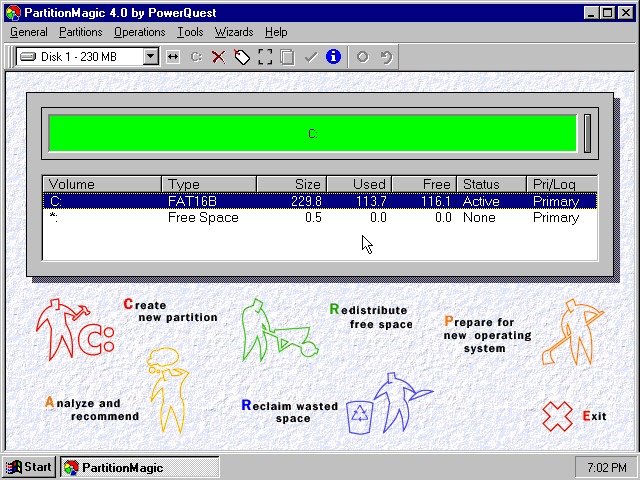 PartitionMagic 4.0 by PowerQuest
General Partitions Operations Tools Wizards Help
Disk 1 - 230 MB
C:
C:
Volume Type Size Used Free Status Pri/Log
C: FAT16B 229.8 113.7 116.1 Active Primary
*: Free Space 0.5 0.0 0.0 None Primary
C:
Create
new partition
Redistribute
free space
Prepare for
new operating
system
Analyze and
recommend
Reclaim wasted
space
Exit
Start
PartitionMagic
7:02 PM